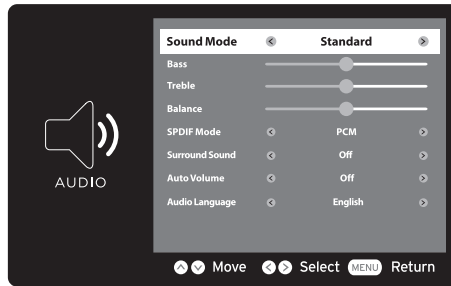 Sound Mode Standard
Bass
Treble
Balance
SPDIF Mode PCM
Surround Sound Off
Auto Volume Off
Audio Language English
AUDIO
Move Select MENU Return